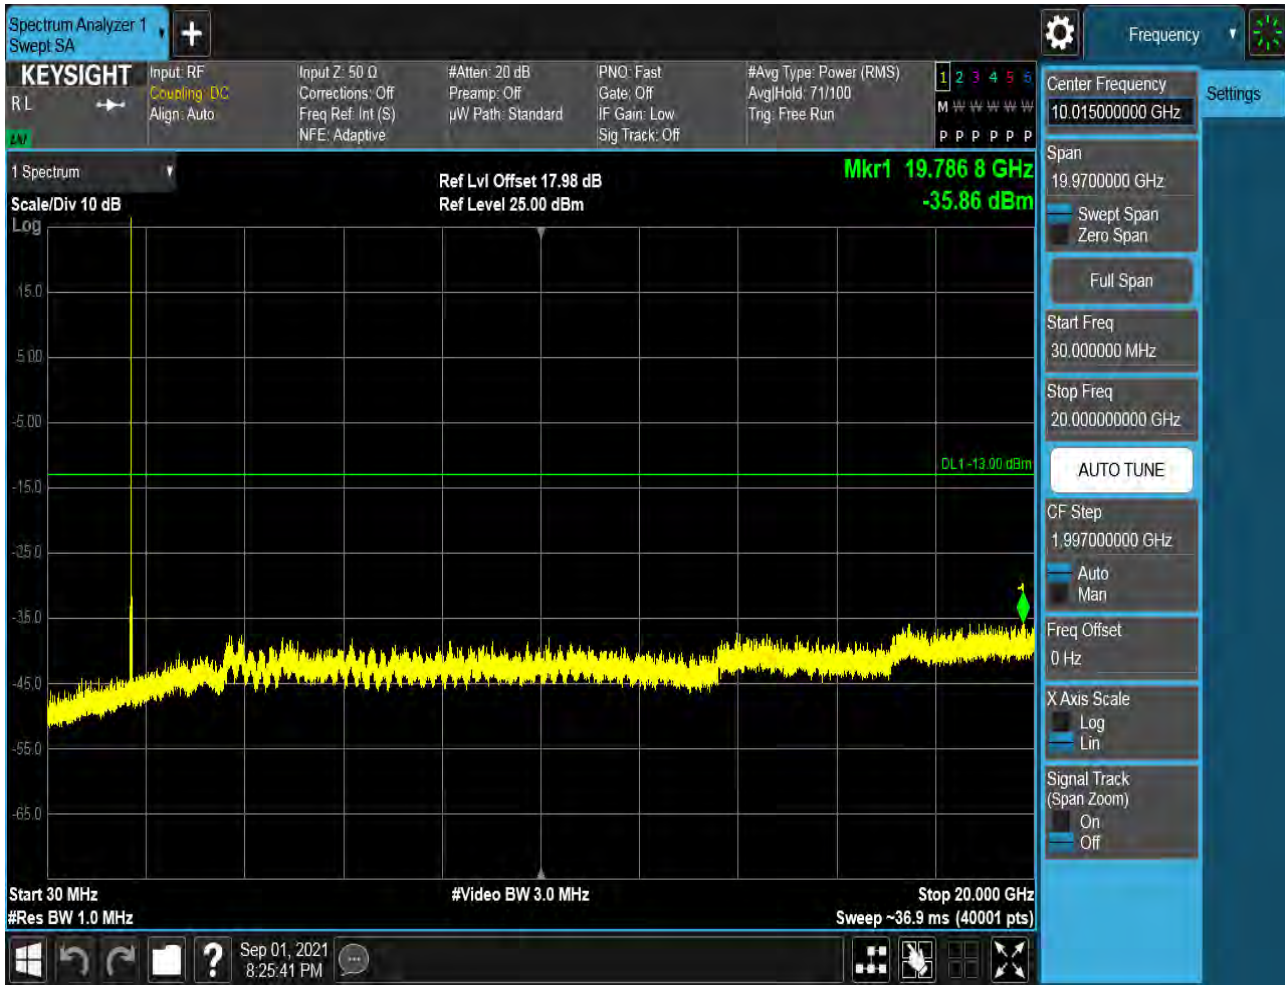 Spectrum Analyzer 1
Swept SA
Frequency
KEYSIGHT
R L
Input: RF
Coupling: DC
Align: Auto
Input Z: 50 Ω
Corrections: Off
Freq Ref: Int (S)
NFE: Adaptive
#Atten: 20 dB
Preamp: Off
µW Path: Standard
PNO: Fast
Gate: Off
IF Gain: Low
Sig Track: Off
#Avg Type: Power (RMS)
Avg|Hold: 71/100
Trig: Free Run
1 2 3 4 5 6
M W W W W W
P P P P P P
1 Spectrum
Scale/Div 10 dB
Log
Ref Lvl Offset 17.98 dB
Ref Level 25.00 dBm
Mkr1 19.786 8 GHz
-35.86 dBm
15.0
5.00
-5.00
-15.0
-25.0
-35.0
-45.0
-55.0
-65.0
DL1 -13.00 dBm
1
Start 30 MHz
#Video BW 3.0 MHz
Stop 20.000 GHz
#Res BW 1.0 MHz
Sweep ~36.9 ms (40001 pts)
Center Frequency
10.015000000 GHz
Settings
Span
19.9700000 GHz
Swept Span
Zero Span
Full Span
Start Freq
30.000000 MHz
Stop Freq
20.000000000 GHz
AUTO TUNE
CF Step
1.997000000 GHz
Auto
Man
Freq Offset
0 Hz
X Axis Scale
Log
Lin
Signal Track
(Span Zoom)
On
Off
?
Sep 01, 2021
8:25:41 PM